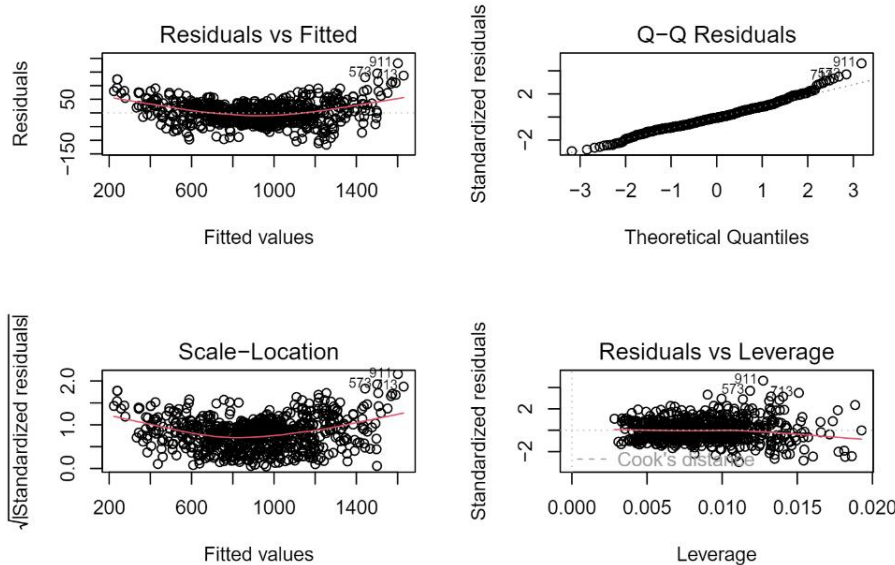 Residuals vs Fitted
Residuals
50
-150
911
573
713
200 600 1000 1400
Fitted values
Q-Q Residuals
Standardized residuals
2
-2
911
-3 -2 -1 0 1 2 3
Theoretical Quantiles
Scale-Location
√|Standardized residuals|
2.0
1.0
0.0
911
573
713
200 600 1000 1400
Fitted values
Residuals vs Leverage
Standardized residuals
2
-2
911
573
713
Cook's distance
0.000 0.005 0.010 0.015 0.020
Leverage